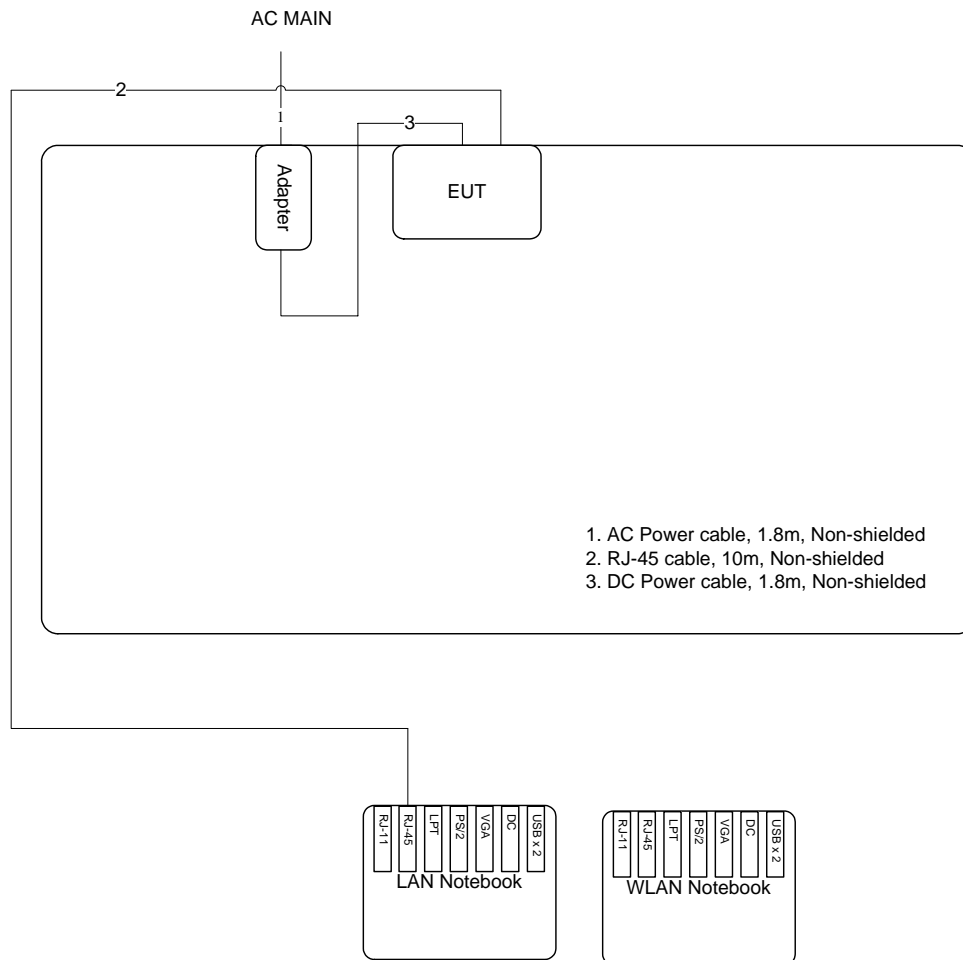 AC MAIN
2
1
3
Adapter
EUT
1. AC Power cable, 1.8m, Non-shielded
2. RJ-45 cable, 10m, Non-shielded
3. DC Power cable, 1.8m, Non-shielded
RJ-11
RJ-45
LPT
PS/2
VGA
DC
USB x 2
LAN Notebook
RJ-11
RJ-45
LPT
PS/2
VGA
DC
USB x 2
WLAN Notebook